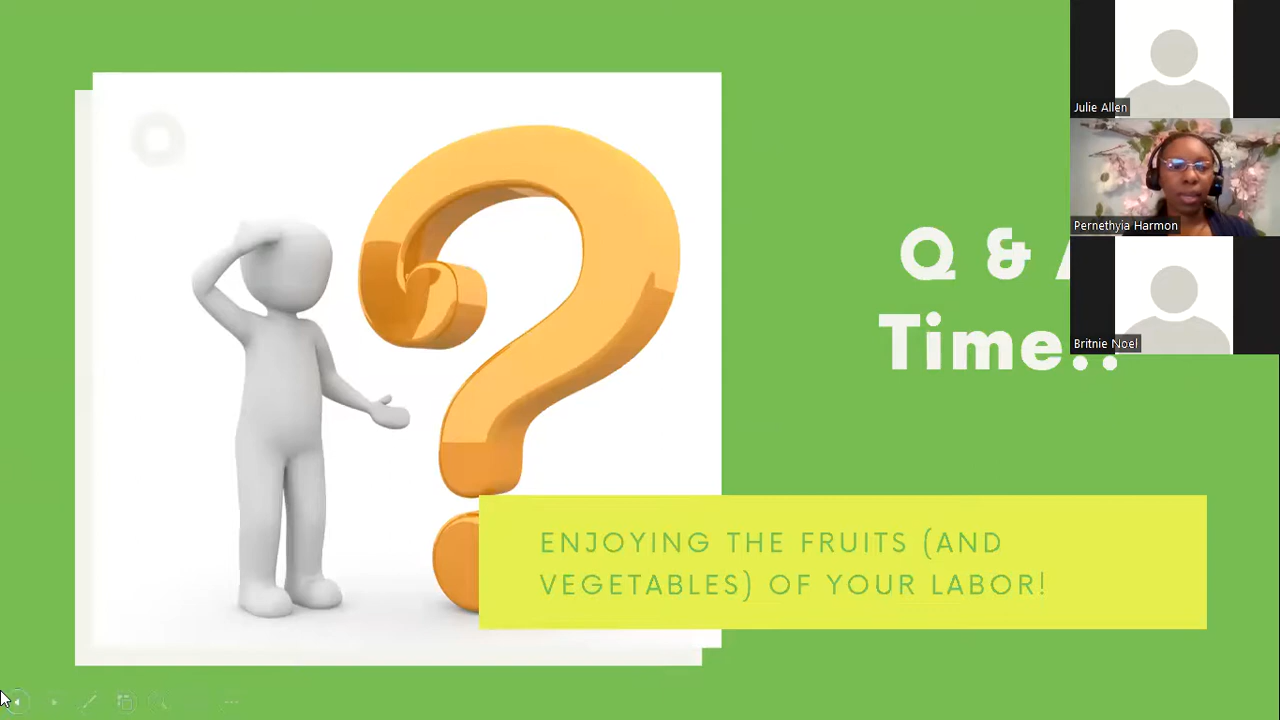 Julie Allen
Pernethyia Harmon
Q &
Time!!
Britnie Noel
ENJOYING THE FRUITS (AND
VEGETABLES) OF YOUR LABOR!